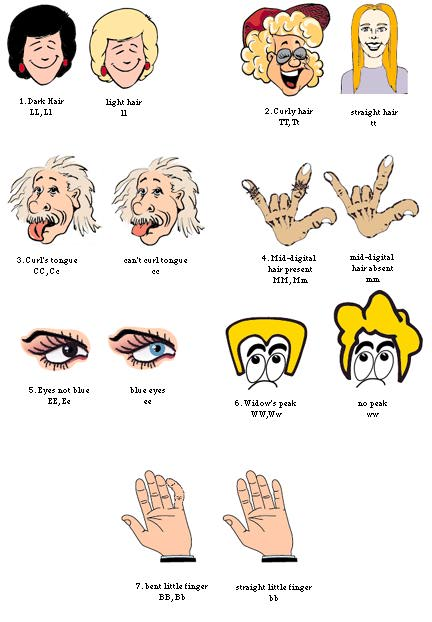 1. Dark Hair
LL, Ll
light hair
ll
2. Curly hair
TT, Tt
straight hair
tt
3. Curl's tongue
CC, Cc
can't curl tongue
cc
4. Mid-digital
hair present
MM, Mm
mid-digital
hair absent
mm
5. Eyes not blue
EE, Ee
blue eyes
ee
6. Widow's peak
WW,Ww
no peak
ww
7. bent little finger
BB, Bb
straight little finger
bb